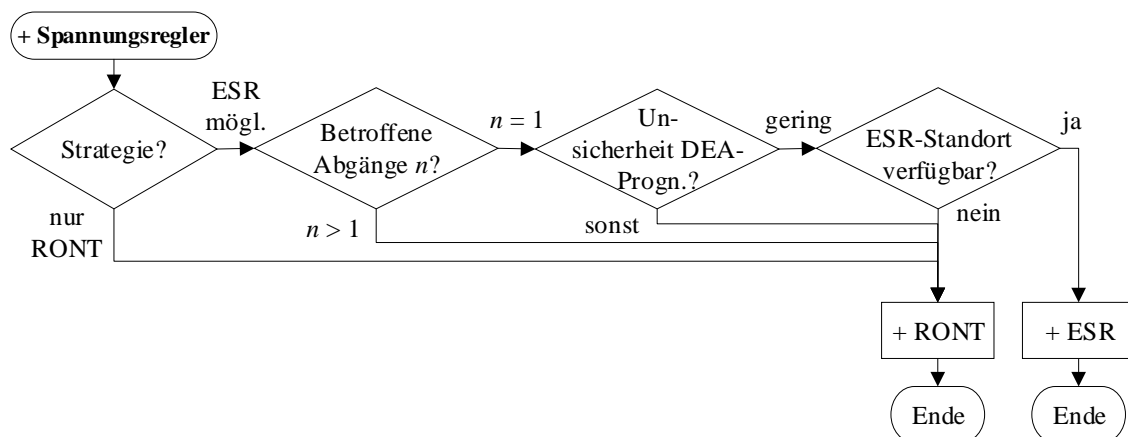 + Spannungsregler
Strategie?
ESR
mögl.
Betroffene
Abgänge n?
n = 1
Un-
sicherheit DEA-
Progn.?
gering
ESR-Standort
verfügbar?
ja
nur
RONT
n > 1
sonst
nein
+ RONT
+ ESR
Ende
Ende